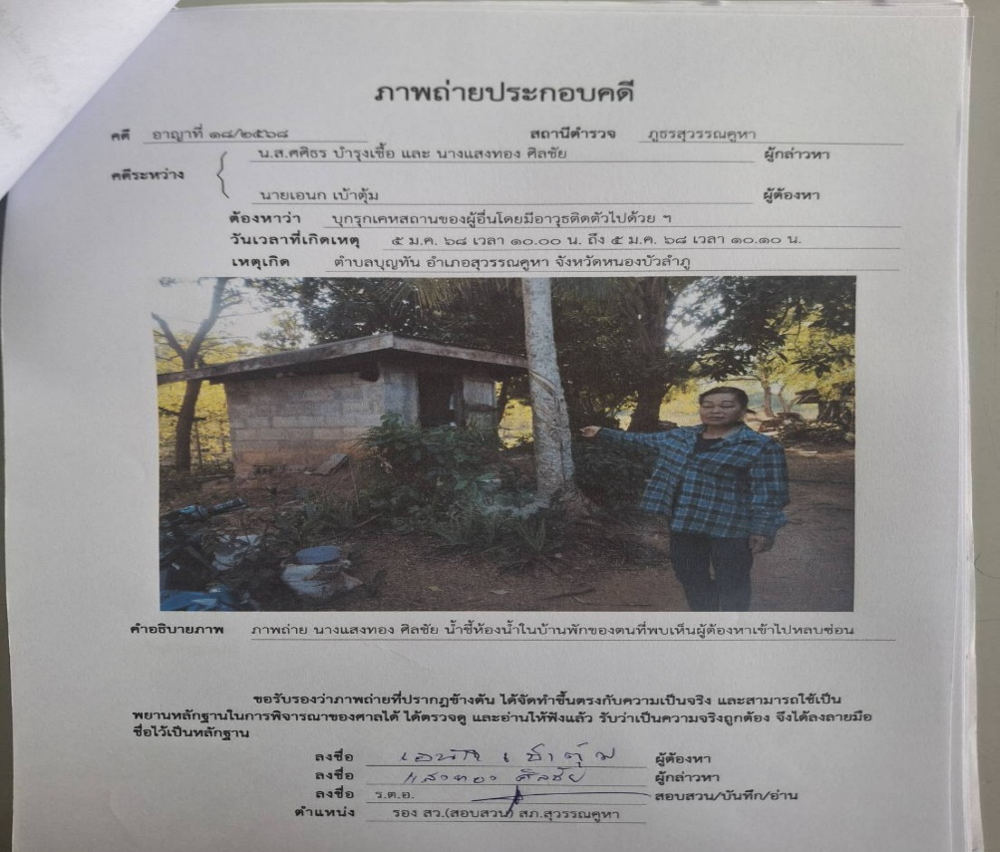 ภาพถ่ายประกอบคดี
คดี อาญาที่ ๑๘/๒๕๖๘ สถานีตำรวจ ภูธรสุวรรณคูหา
น.ส.ศศิธร บำรุงเชื้อ และ นางแสงทอง ศิลชัย ผู้กล่าวหา
คดีระหว่าง
นายเอนก เบ้าตุ้ม ผู้ต้องหา
ต้องหาว่า บุกรุกเคหสถานของผู้อื่นโดยมีอาวุธติดตัวไปด้วย ฯ
วันเวลาที่เกิดเหตุ ๕ ม.ค. ๖๘ เวลา ๑๐.๐๐ น. ถึง ๕ ม.ค. ๖๘ เวลา ๑๐.๑๐ น.
เหตุเกิด ตำบลบุญทัน อำเภอสุวรรณคูหา จังหวัดหนองบัวลำภู
คำอธิบายภาพ ภาพถ่าย นางแสงทอง ศิลชัย น้ำชี้ห้องน้ำในบ้านพักของตนที่พบเห็นผู้ต้องหาเข้าไปหลบซ่อน
ขอรับรองว่าภาพถ่ายที่ปรากฏข้างต้น ได้จัดทำขึ้นตรงกับความเป็นจริง และสามารถใช้เป็น
พยานหลักฐานในการพิจารณาของศาลได้ ได้ตรวจดู และอ่านให้ฟังแล้ว รับว่าเป็นความจริงถูกต้อง จึงได้ลงลายมือ
ชื่อไว้เป็นหลักฐาน
ลงชื่อ เอนก เบ้าตุ้ม ผู้ต้องหา
ลงชื่อ แสงทอง ศิลชัย ผู้กล่าวหา
ลงชื่อ ร.ต.อ. สอบสวน/บันทึก/อ่าน
ตำแหน่ง รอง สว.(สอบสวน) สภ.สุวรรณคูหา